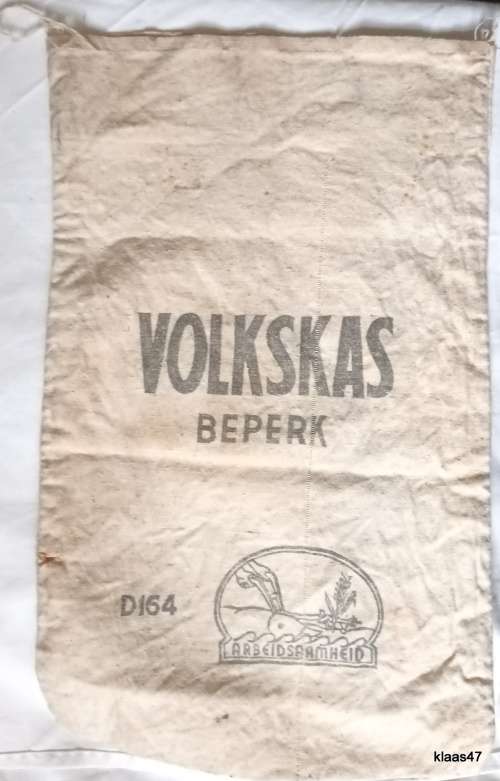 VOLKSKAS
BEPERK
D164
ARBEIDSAAMHEID
klaas47